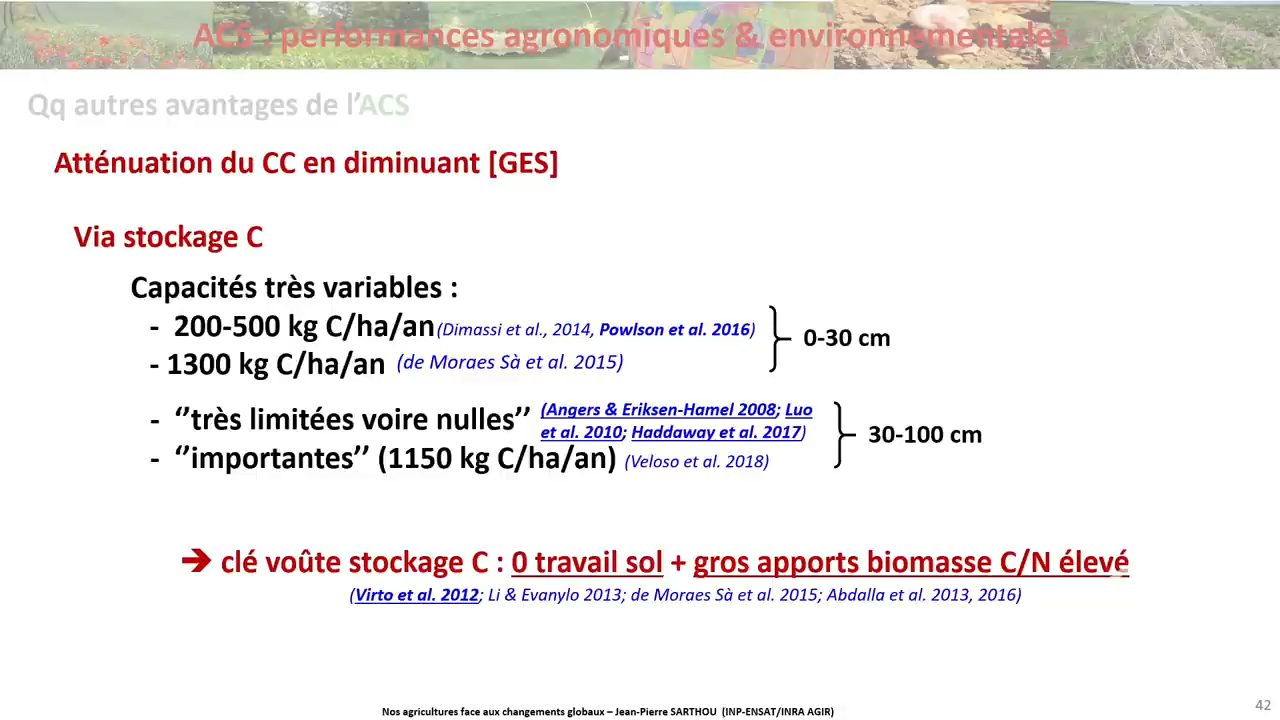 ACS : performances agronomiques & environnementales
Qq autres avantages de l’ACS
Atténuation du CC en diminuant [GES]
Via stockage C
Capacités très variables :
- 200-500 kg C/ha/an (Dimassi et al., 2014, Powlson et al. 2016)
- 1300 kg C/ha/an (de Moraes Sà et al. 2015)
0-30 cm
- ‘’très limitées voire nulles’’ (Angers & Eriksen-Hamel 2008; Luo
et al. 2010; Haddaway et al. 2017)
- ‘’importantes’’ (1150 kg C/ha/an) (Veloso et al. 2018)
30-100 cm
➔ clé voûte stockage C : 0 travail sol + gros apports biomasse C/N élevé
(Virto et al. 2012; Li & Evanylo 2013; de Moraes Sà et al. 2015; Abdalla et al. 2013, 2016)
Nos agricultures face aux changements globaux – Jean-Pierre SARTHOU (INP-ENSAT/INRA AGIR)
42